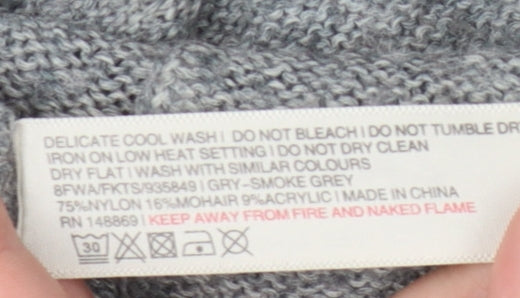 DELICATE COOL WASH | DO NOT BLEACH | DO NOT TUMBLE DR
IRON ON LOW HEAT SETTING | DO NOT DRY CLEAN
DRY FLAT | WASH WITH SIMILAR COLOURS
8FWA/FKTS/935849 | GRY-SMOKE GREY
75%NYLON 16%MOHAIR 9%ACRYLIC | MADE IN CHINA
RN 148869 | KEEP AWAY FROM FIRE AND NAKED FLAME
30